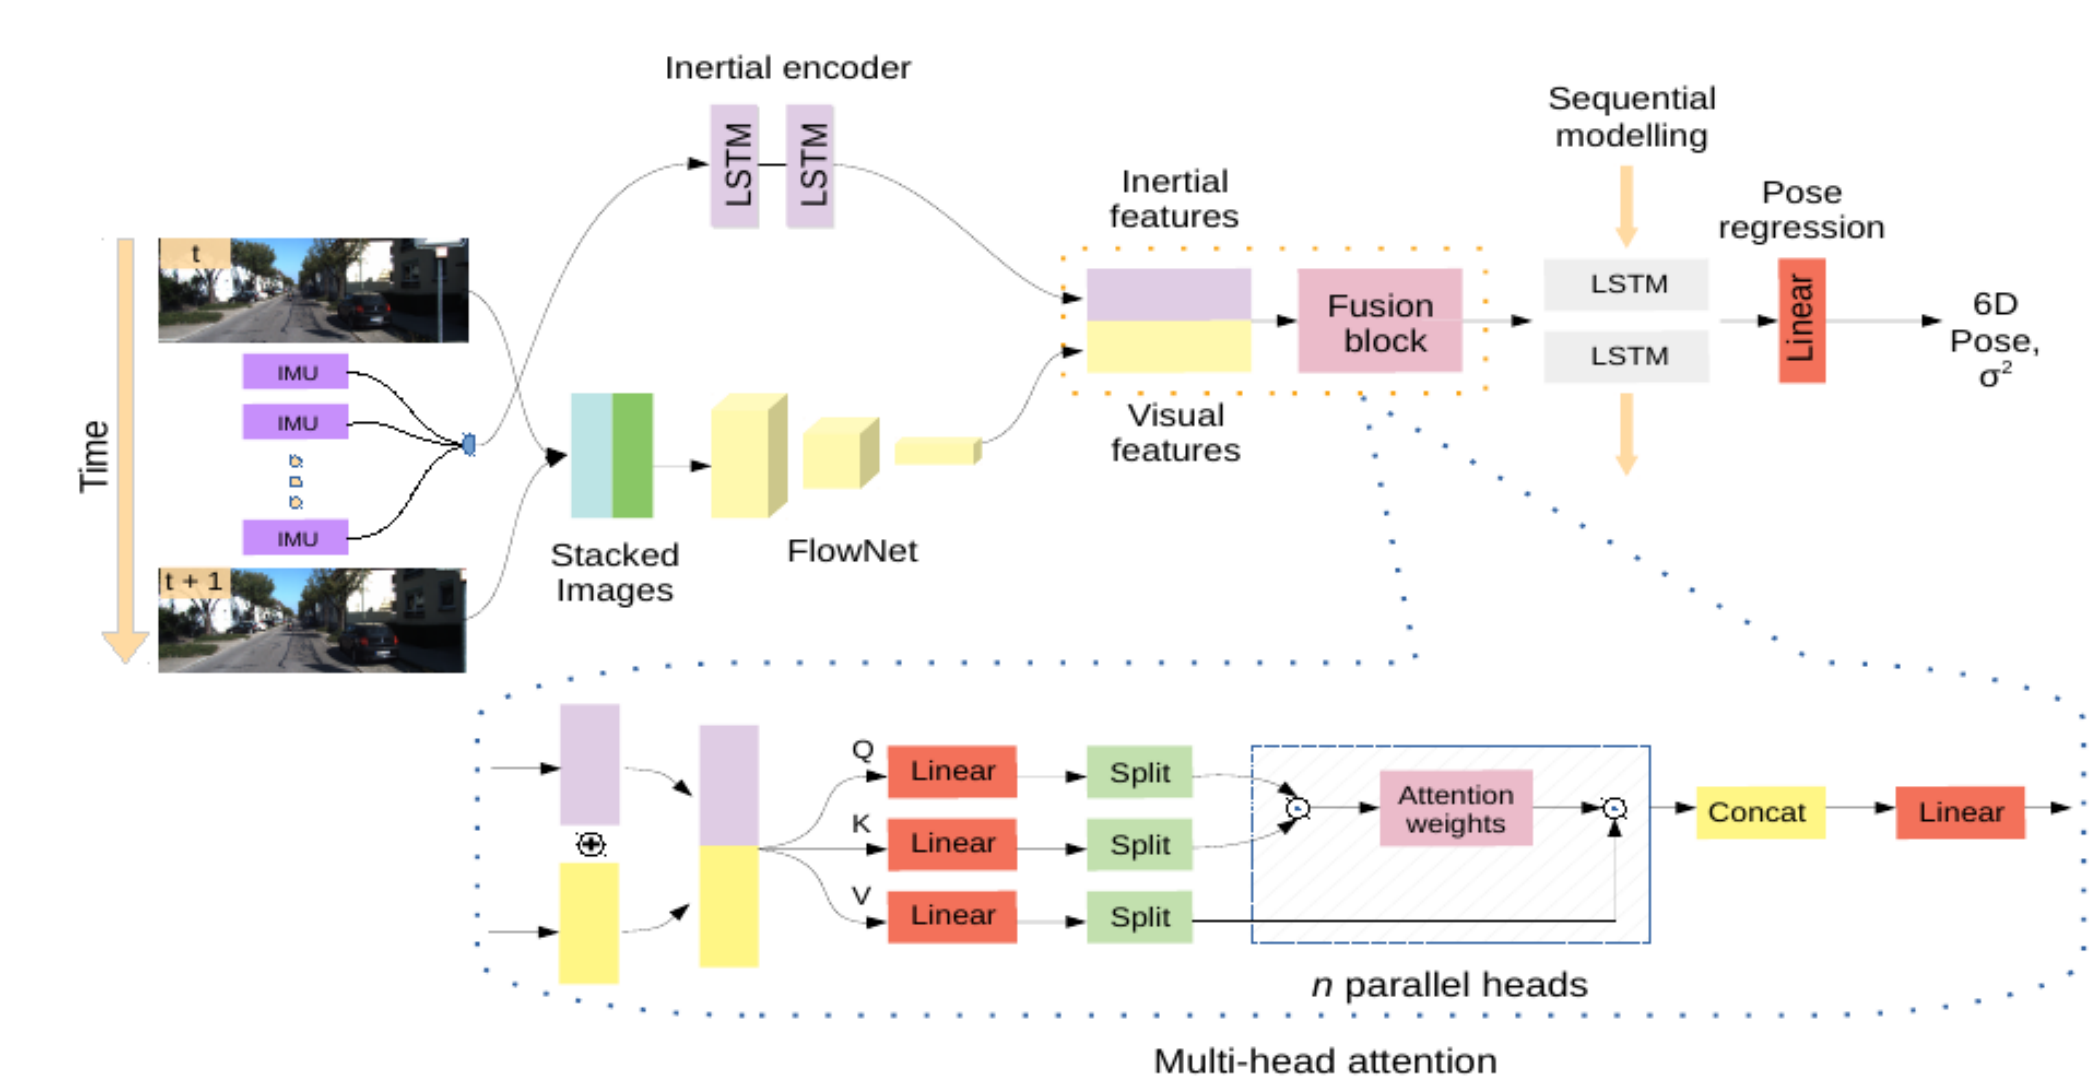 Inertial encoder
LSTM
LSTM
Sequential
modelling
Inertial
features
Pose
regression
t
Time
IMU
IMU
IMU
t + 1
Stacked
Images
FlowNet
Fusion
block
Visual
features
LSTM
LSTM
Linear
6D
Pose,
σ²
Q
Linear
Split
K
Linear
Split
V
Linear
Split
Attention
weights
Concat
Linear
n parallel heads
Multi-head attention